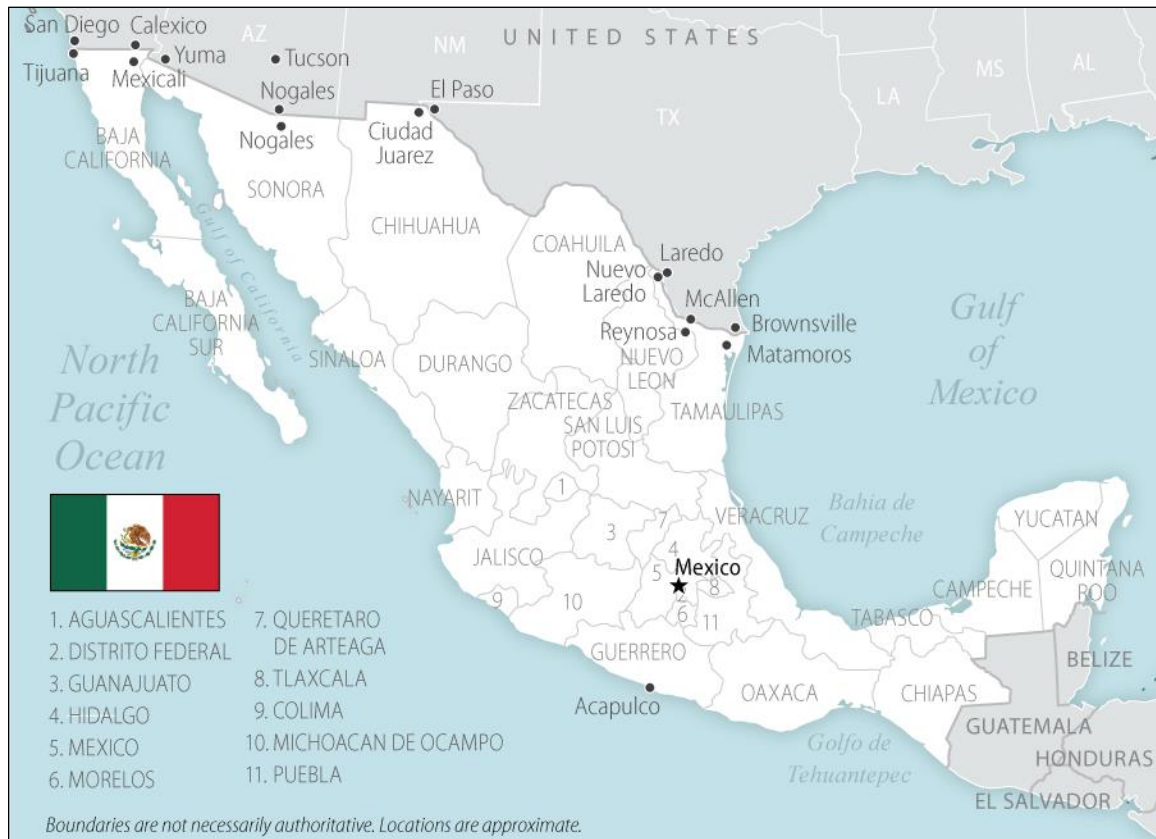 San Diego
Calexico
AZ
NM
UNITED STATES
MS
AL
Tijuana
Mexicali
Yuma
Tucson
LA
Nogales
El Paso
TX
Nogales
Ciudad
Juarez
BAJA
CALIFORNIA
SONORA
CHIHUAHUA
COAHUILA
Gulf of California
Laredo
Nuevo
Laredo
BAJA
CALIFORNIA
SUR
McAllen
Reynosa
Brownsville
Matamoros
Gulf
of
Mexico
North
Pacific
Ocean
SINALOA
DURANGO
NUEVO
LEON
ZACATECAS
SAN LUIS
POTOSI
TAMAULIPAS
NAYARIT
1
3
7
4
VERACRUZ
Bahia de
Campeche
YUCATAN
JALISCO
5
Mexico
2
8
CAMPECHE
QUINTANA
ROO
9
10
6
11
TABASCO
GUERRERO
BELIZE
Acapulco
OAXACA
CHIAPAS
GUATEMALA
Golfo de
Tehuantepec
HONDURAS
EL SALVADOR
1. AGUASCALIENTES
2. DISTRITO FEDERAL
3. GUANAJUATO
4. HIDALGO
5. MEXICO
6. MORELOS
7. QUERETARO
DE ARTEAGA
8. TLAXCALA
9. COLIMA
10. MICHOACAN DE OCAMPO
11. PUEBLA
Boundaries are not necessarily authoritative. Locations are approximate.